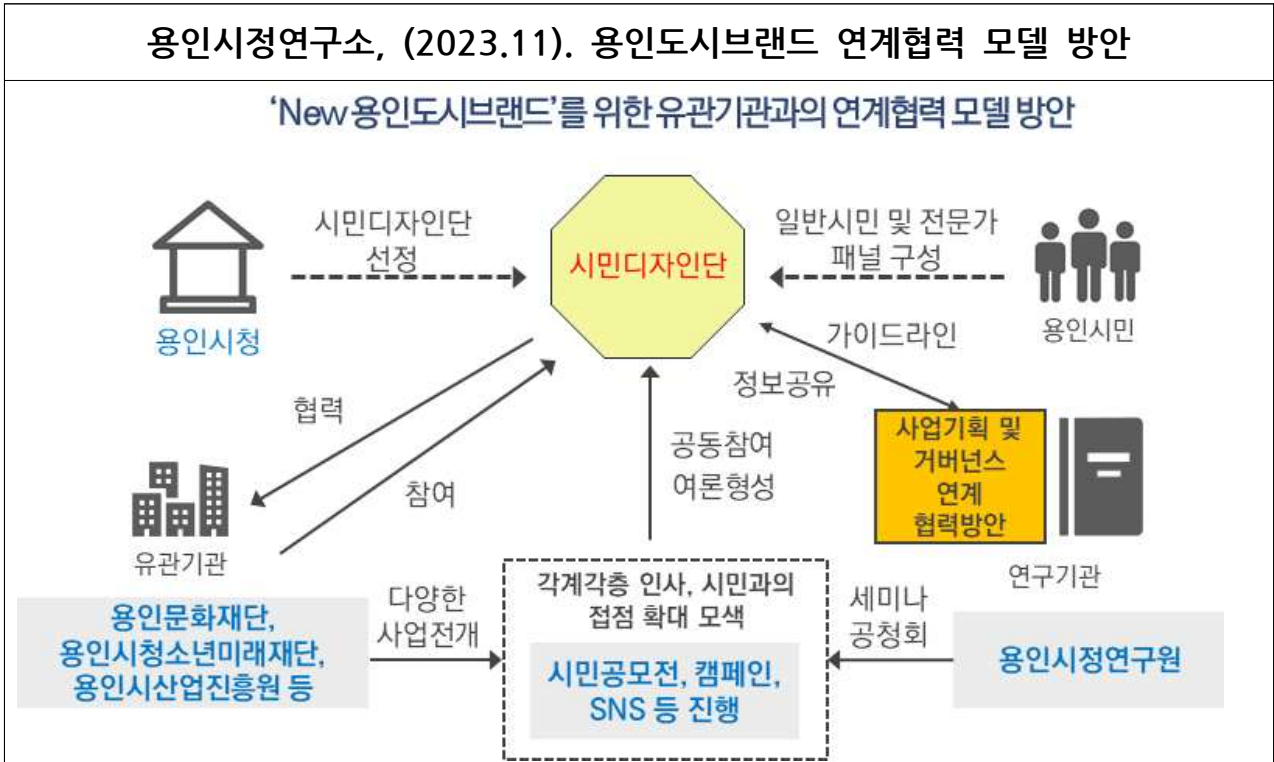 용인시정연구소, (2023.11). 용인도시브랜드 연계협력 모델 방안
'New 용인도시브랜드'를 위한 유관기관과의 연계협력 모델 방안
시민디자인단
선정
시민디자인단
일반시민 및 전문가
패널 구성
용인시청
용인시민
가이드라인
정보공유
협력
참여
공동참여
여론형성
사업기획 및
거버넌스
연계
협력방안
유관기관
연구기관
용인문화재단,
용인시청소년미래재단,
용인시산업진흥원 등
다양한
사업전개
각계각층 인사, 시민과의
접점 확대 모색
시민공모전, 캠페인,
SNS 등 진행
세미나
공청회
용인시정연구원